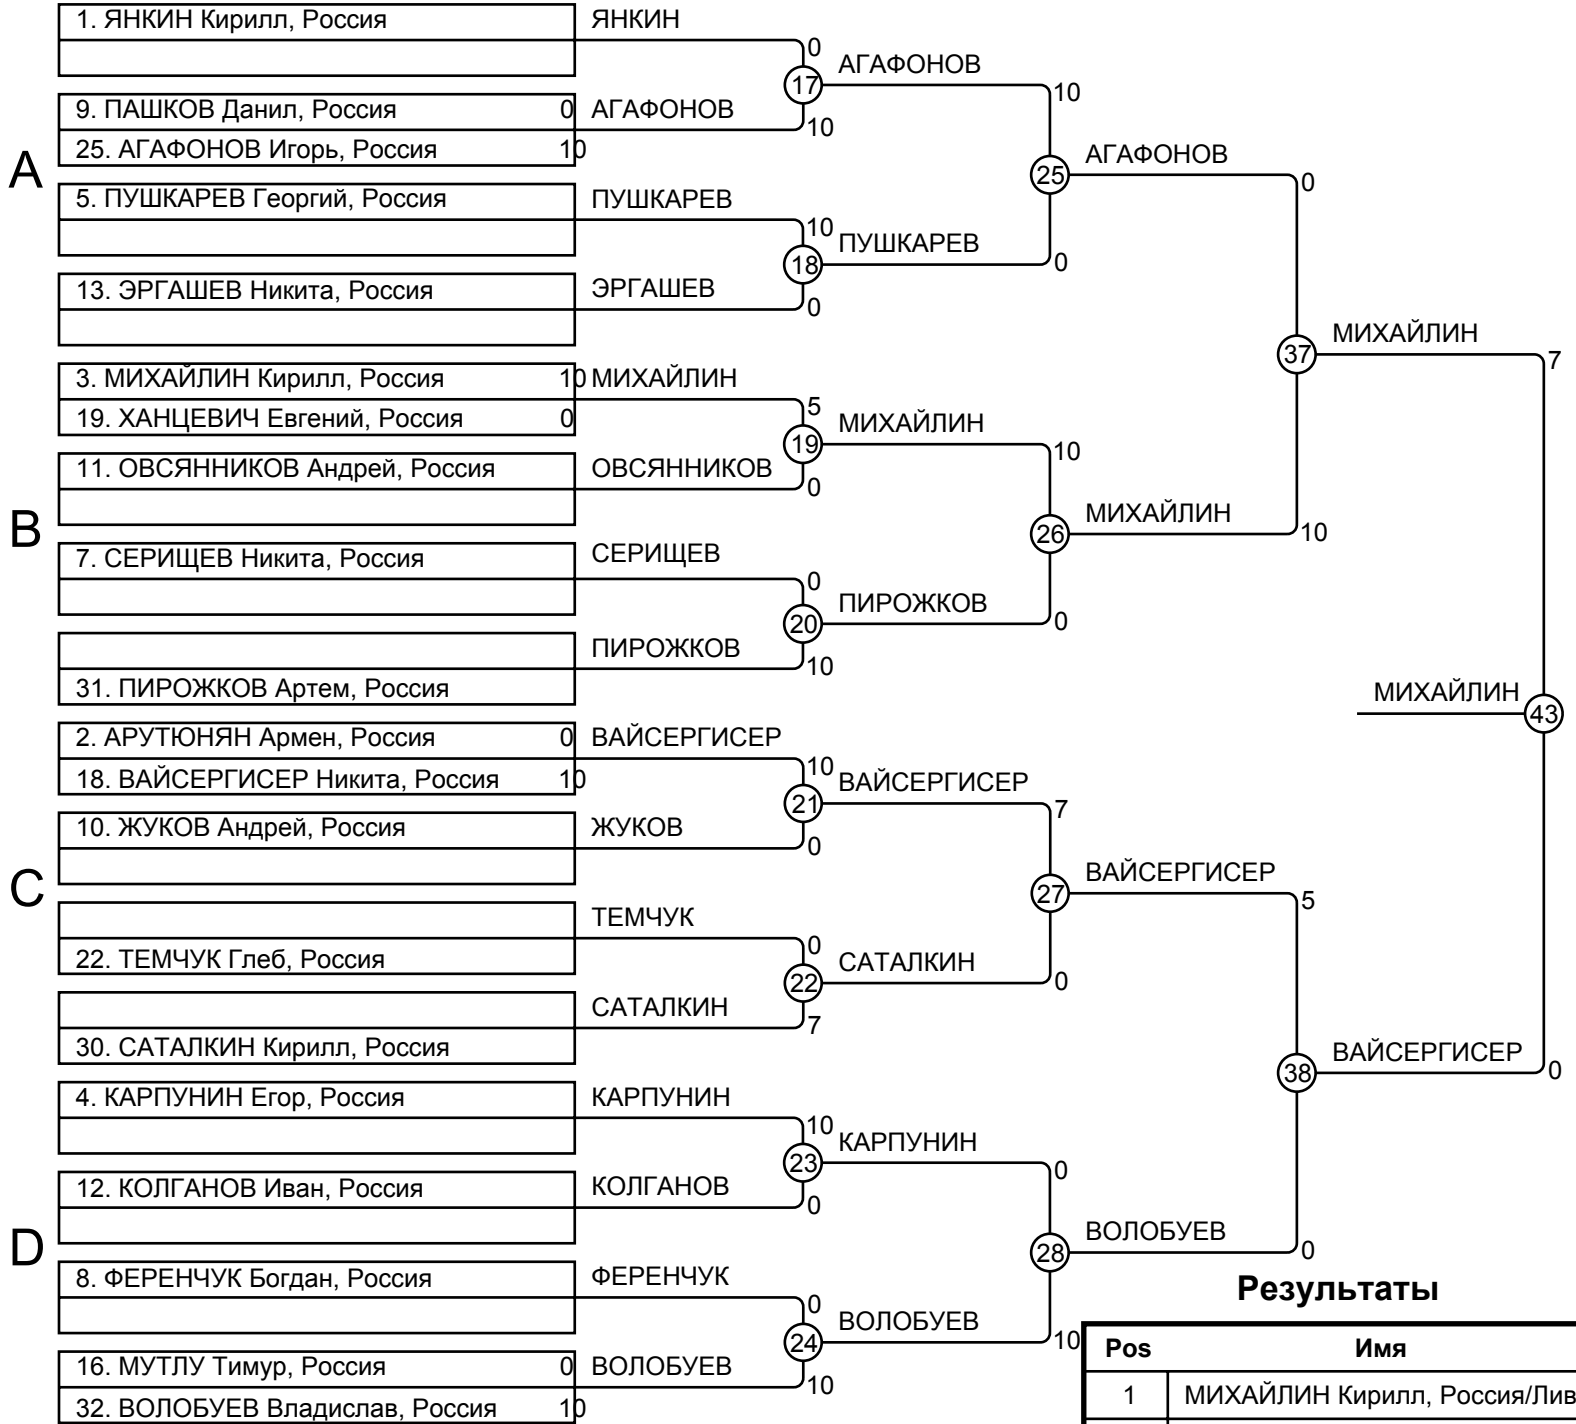 1. ЯНКИН Кирилл, Россия
ЯНКИН
0
17
АГАФОНОВ
10
9. ПАШКОВ Данил, Россия 0
АГАФОНОВ
10
25. АГАФОНОВ Игорь, Россия 10
A
25
АГАФОНОВ
0
5. ПУШКАРЕВ Георгий, Россия
ПУШКАРЕВ
10
18
ПУШКАРЕВ
0
13. ЭРГАШЕВ Никита, Россия
ЭРГАШЕВ
0
37
МИХАЙЛИН
7
3. МИХАЙЛИН Кирилл, Россия 10
МИХАЙЛИН
5
19. ХАНЦЕВИЧ Евгений, Россия 0
19
МИХАЙЛИН
10
11. ОВСЯННИКОВ Андрей, Россия
ОВСЯННИКОВ
0
B
26
МИХАЙЛИН
10
7. СЕРИЩЕВ Никита, Россия
СЕРИЩЕВ
0
20
ПИРОЖКОВ
0
ПИРОЖКОВ
10
31. ПИРОЖКОВ Артем, Россия
МИХАЙЛИН
43
2. АРУТЮНЯН Армен, Россия 0
ВАЙСЕРГИСЕР
10
18. ВАЙСЕРГИСЕР Никита, Россия 10
21
ВАЙСЕРГИСЕР
7
10. ЖУКОВ Андрей, Россия
ЖУКОВ
0
C
27
ВАЙСЕРГИСЕР
5
ТЕМЧУК
0
22. ТЕМЧУК Глеб, Россия
22
САТАЛКИН
0
САТАЛКИН
7
30. САТАЛКИН Кирилл, Россия
38
ВАЙСЕРГИСЕР
0
4. КАРПУНИН Егор, Россия
КАРПУНИН
10
23
КАРПУНИН
0
12. КОЛГАНОВ Иван, Россия
КОЛГАНОВ
0
D
28
ВОЛОБУЕВ
0
8. ФЕРЕНЧУК Богдан, Россия
ФЕРЕНЧУК
0
24
ВОЛОБУЕВ
10
16. МУТЛУ Тимур, Россия 0
ВОЛОБУЕВ
10
32. ВОЛОБУЕВ Владислав, Россия 10
Результаты
Pos Имя
1 МИХАЙЛИН Кирилл, Россия/Лив